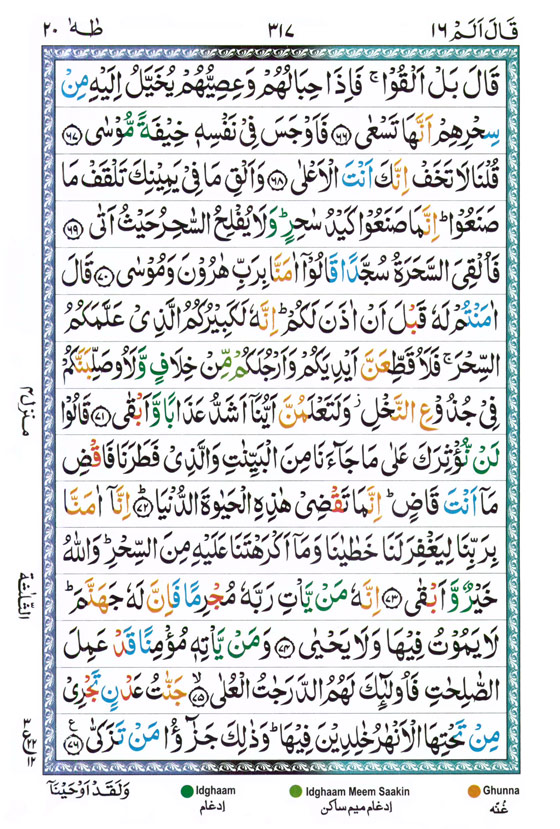 قَالَ اَلَمْ ١٦ ٣١٧ طٰهٰ ٢٠
قَالَ بَلْ اَلْقُوْا ۚ فَاِذَا حِبَالُهُمْ وَعِصِيُّهُمْ يُخَيَّلُ اِلَيْهِ مِنْ
سِحْرِهِمْ اَنَّهَا تَسْعٰى ﴿٦٦﴾ فَاَوْجَسَ فِىْ نَفْسِهٖ خِيْفَةً مُّوْسٰى ﴿٦٧﴾
قُلْنَا لَا تَخَفْ اِنَّكَ اَنْتَ الْاَعْلٰى ﴿٦٨﴾ وَاَلْقِ مَا فِىْ يَمِيْنِكَ تَلْقَفْ مَا
صَنَعُوْا ؕ اِنَّمَا صَنَعُوْا كَيْدُ سٰحِرٍ ؕ وَلَا يُفْلِحُ السّٰحِرُ حَيْثُ اَتٰى ﴿٦٩﴾
فَاُلْقِىَ السَّحَرَةُ سُجَّدًا قَالُوْۤا اٰمَنَّا بِرَبِّ هٰرُوْنَ وَمُوْسٰى ﴿٧٠﴾ قَالَ
اٰمَنْتُمْ لَهٗ قَبْلَ اَنْ اٰذَنَ لَكُمْ ؕ اِنَّهٗ لَكَبِيْرُكُمُ الَّذِىْ عَلَّمَكُمُ
السِّحْرَ ۚ فَلَاُقَطِّعَنَّ اَيْدِيَكُمْ وَاَرْجُلَكُمْ مِّنْ خِلَافٍ وَّلَاُوصَلِّبَنَّكُمْ
فِىْ جُذُوْعِ النَّخْلِ ؗ وَلَتَعْلَمُنَّ اَيُّنَاۤ اَشَدُّ عَذَابًا وَّاَبْقٰى ﴿٧١﴾ قَالُوْا
لَنْ نُّؤْثِرَكَ عَلٰى مَا جَآءَنَا مِنَ الْبَيِّنٰتِ وَالَّذِىْ فَطَرَنَا فَاقْضِ
مَاۤ اَنْتَ قَاضٍ ؕ اِنَّمَا تَقْضِىْ هٰذِهِ الْحَيٰوةَ الدُّنْيَا ﴿٧٢﴾ اِنَّاۤ اٰمَنَّا
بِرَبِّنَا لِيَغْفِرَ لَنَا خَطٰيٰنَا وَمَاۤ اَكْرَهْتَنَا عَلَيْهِ مِنَ السِّحْرِ ؕ وَاللّٰهُ
خَيْرٌ وَّاَبْقٰى ﴿٧٣﴾ اِنَّهٗ مَنْ يَّاْتِ رَبَّهٗ مُجْرِمًا فَاِنَّ لَهٗ جَهَنَّمَ ؕ
لَا يَمُوْتُ فِيْهَا وَلَا يَحْيٰى ﴿٧٤﴾ وَمَنْ يَّاْتِهٖ مُؤْمِنًا قَدْ عَمِلَ
الصّٰلِحٰتِ فَاُولٰٓئِكَ لَهُمُ الدَّرَجٰتُ الْعُلٰى ﴿٧٥﴾ جَنّٰتُ عَدْنٍ تَجْرِىْ
مِنْ تَحْتِهَا الْاَنْهٰرُ خٰلِدِيْنَ فِيْهَا ؕ وَذٰلِكَ جَزٰٓؤُا مَنْ تَزَكّٰى ﴿٧٦﴾
منزل ٤
الثلثة
ع
١٢
وَلَقَدْ اَوْحَيْنَاۤ
Idghaam
ادغام
Idghaam Meem Saakin
ادغام ميم ساكن
Ghunna
غُنّه